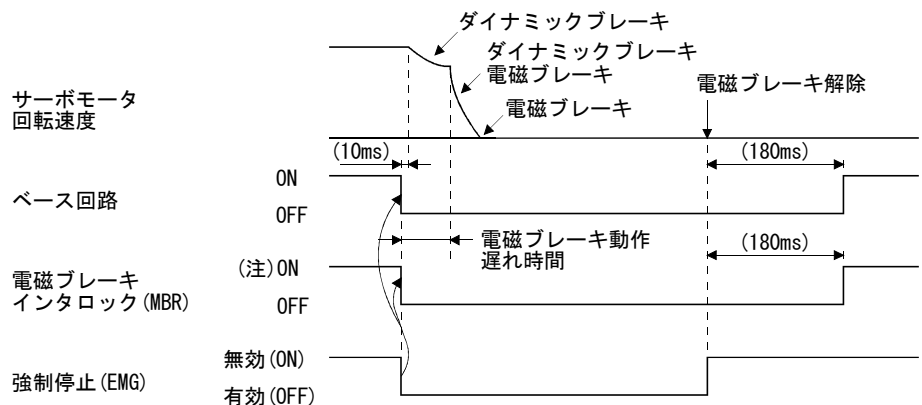 ダイナミックブレーキ
ダイナミックブレーキ
電磁ブレーキ
電磁ブレーキ
電磁ブレーキ解除
サーボモータ
回転速度
(10ms)
(180ms)
ベース回路
ON
OFF
電磁ブレーキ動作
遅れ時間
(180ms)
電磁ブレーキ
インタロック(MBR)
(注)ON
OFF
強制停止(EMG)
無効(ON)
有効(OFF)